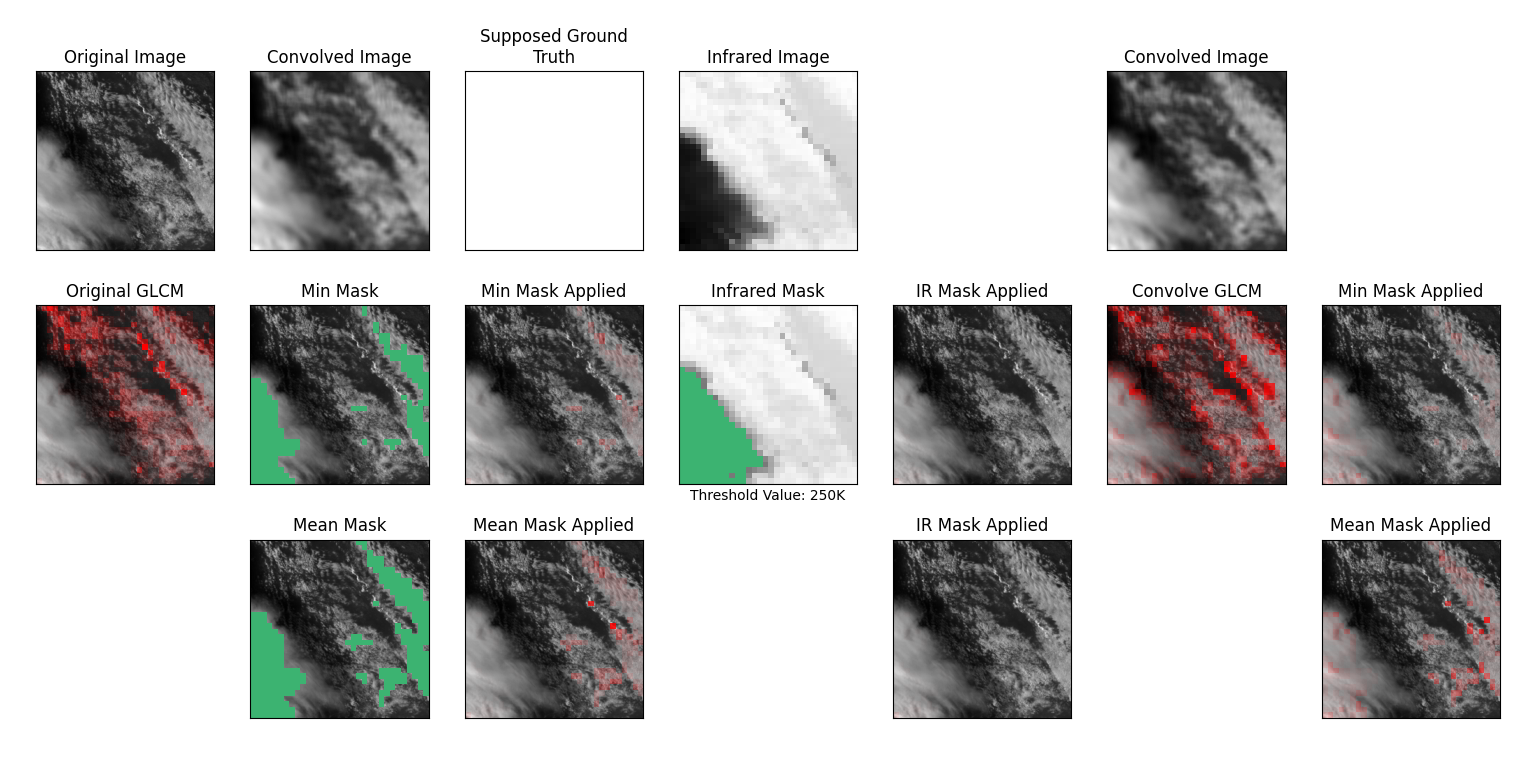 Original Image
Convolved Image
Supposed Ground
Truth
Infrared Image
Convolved Image
Original GLCM
Min Mask
Min Mask Applied
Infrared Mask
IR Mask Applied
Convolve GLCM
Min Mask Applied
Threshold Value: 250K
Mean Mask
Mean Mask Applied
IR Mask Applied
Mean Mask Applied